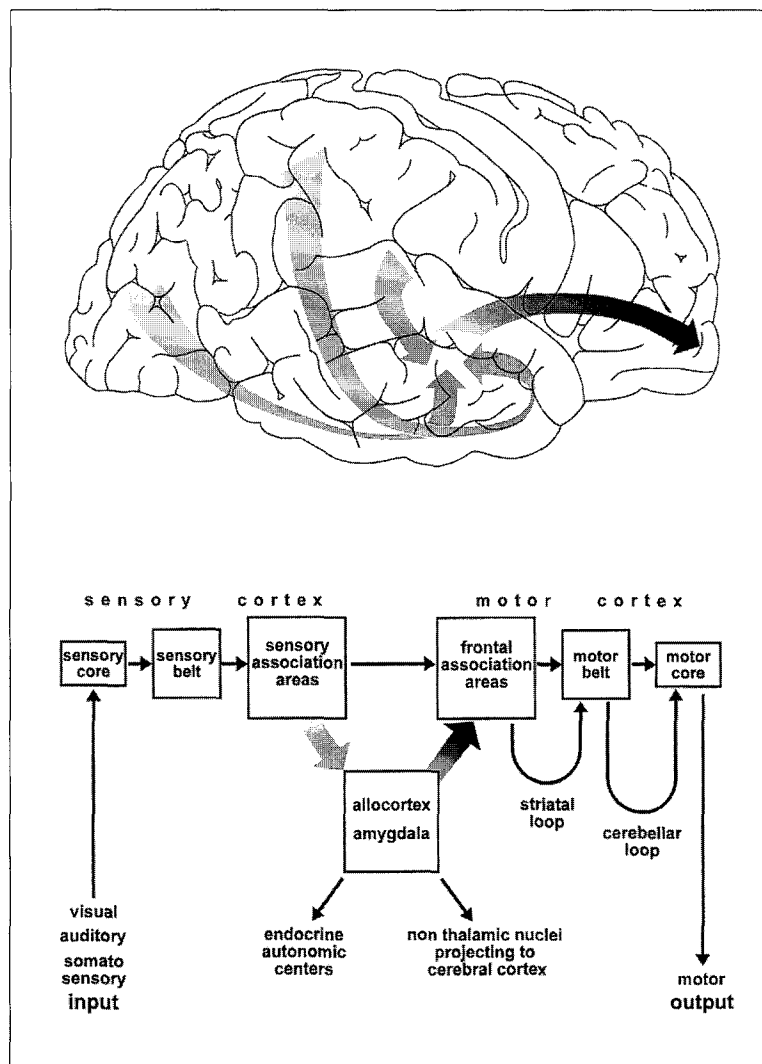 sensory cortex
motor cortex
sensory
core
sensory
belt
sensory
association
areas
frontal
association
areas
motor
belt
motor
core
allocortex
amygdala
striatal
loop
cerebellar
loop
visual
auditory
somato
sensory
input
endocrine
autonomic
centers
non thalamic nuclei
projecting to
cerebral cortex
motor
output